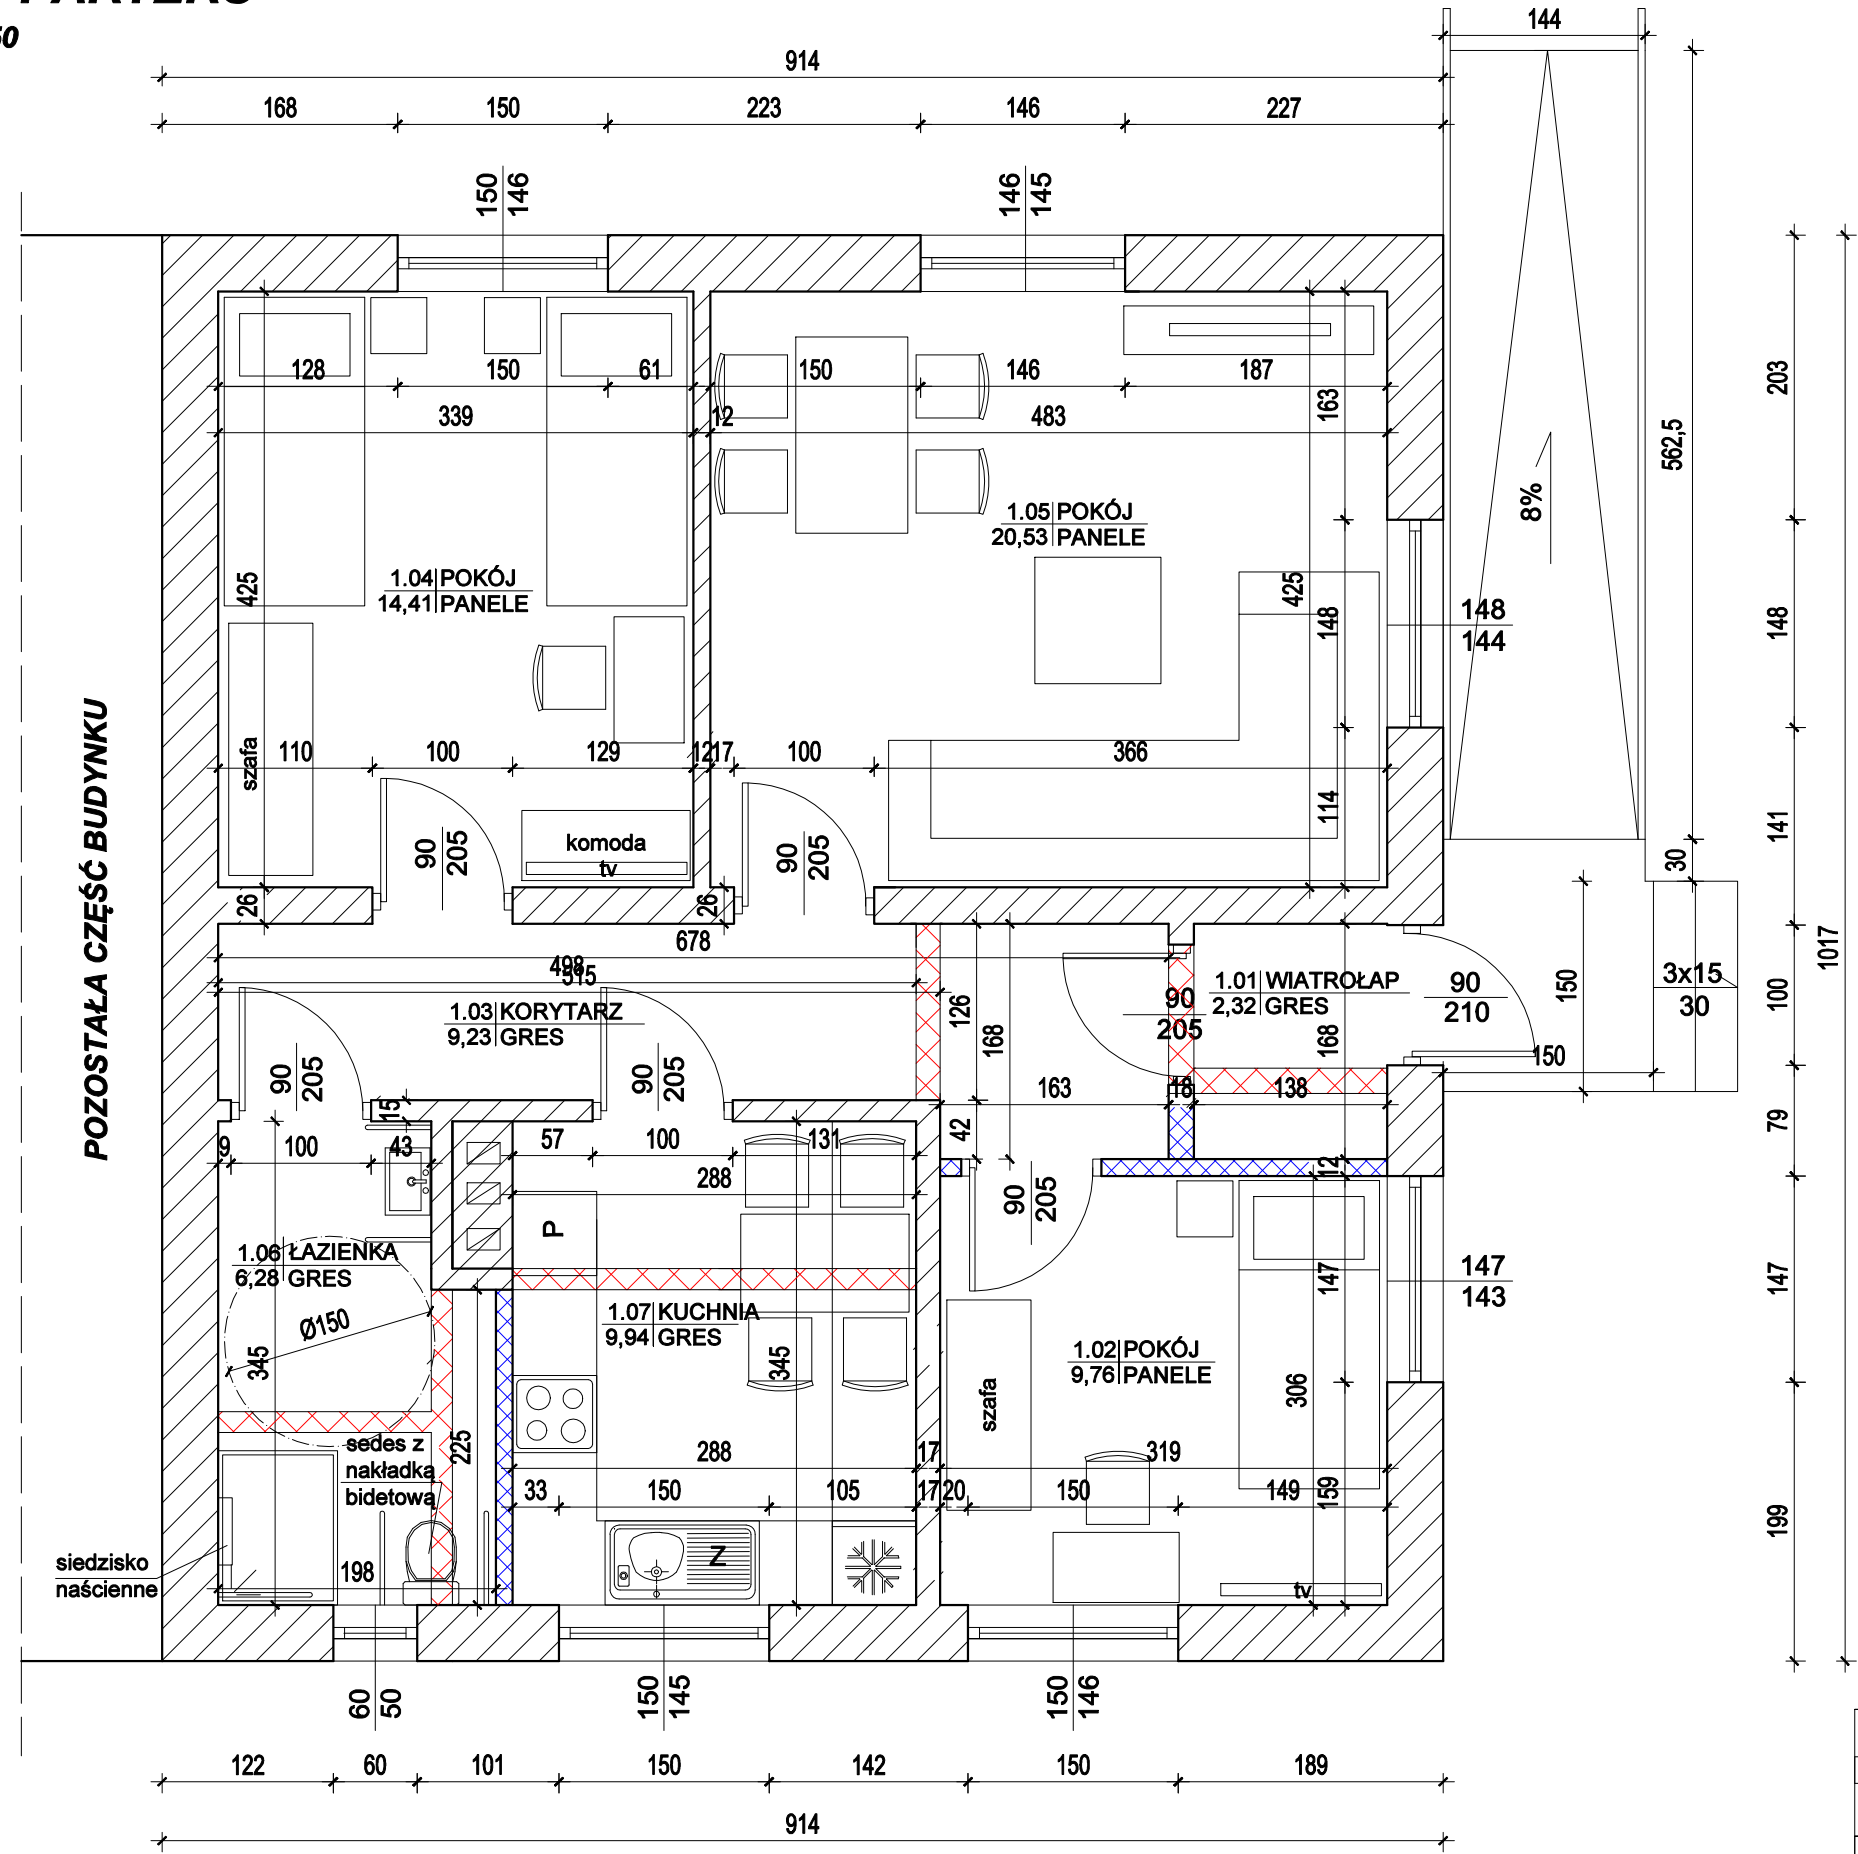 50
144
914
168 150 223 146 227
150
146
146
145
128 150 61 150 146 187
339 12 483
163
203
562,5
8%
1.05 POKÓJ
20,53 PANELE
425
1.04 POKÓJ
14,41 PANELE
425
148
148
144
148
POZOSTAŁA CZĘŚĆ BUDYNKU
szafa
110 100 129 12 17 100 366
114
141
komoda
tv
90
205
90
205
30
26
26
678
498
515
1.03 KORYTARZ
9,23 GRES
126
168
90
205
1.01 WIATROŁAP
2,32 GRES
90
210
168
150
150
3x15
30
100
1017
90
205
90
205
15
163 18 138
42
12
79
9 100 43
57 100 131
288
P
90
205
1.06 ŁAZIENKA
6,28 GRES
Ø150
345
1.07 KUCHNIA
9,94 GRES
345
1.02 POKÓJ
9,76 PANELE
147
147
143
147
306
szafa
sedes z
nakładką
bidetową
225
288 17 319
33 150 105 17 20 150 149
159
199
siedzisko
naścienne
198
Z
tv
60
50
150
145
150
146
122 60 101 150 142 150 189
914